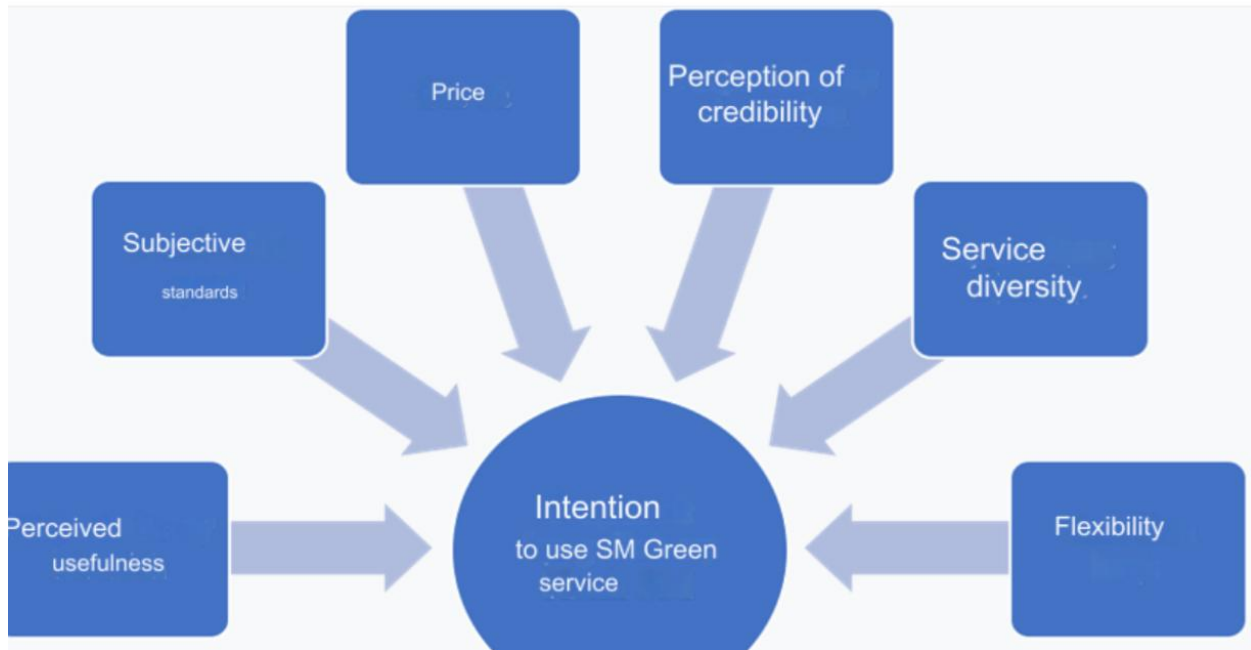 Price
Perception of
credibility
Subjective
standards
Service
diversity
Perceived
usefulness
Intention
to use SM Green
service
Flexibility